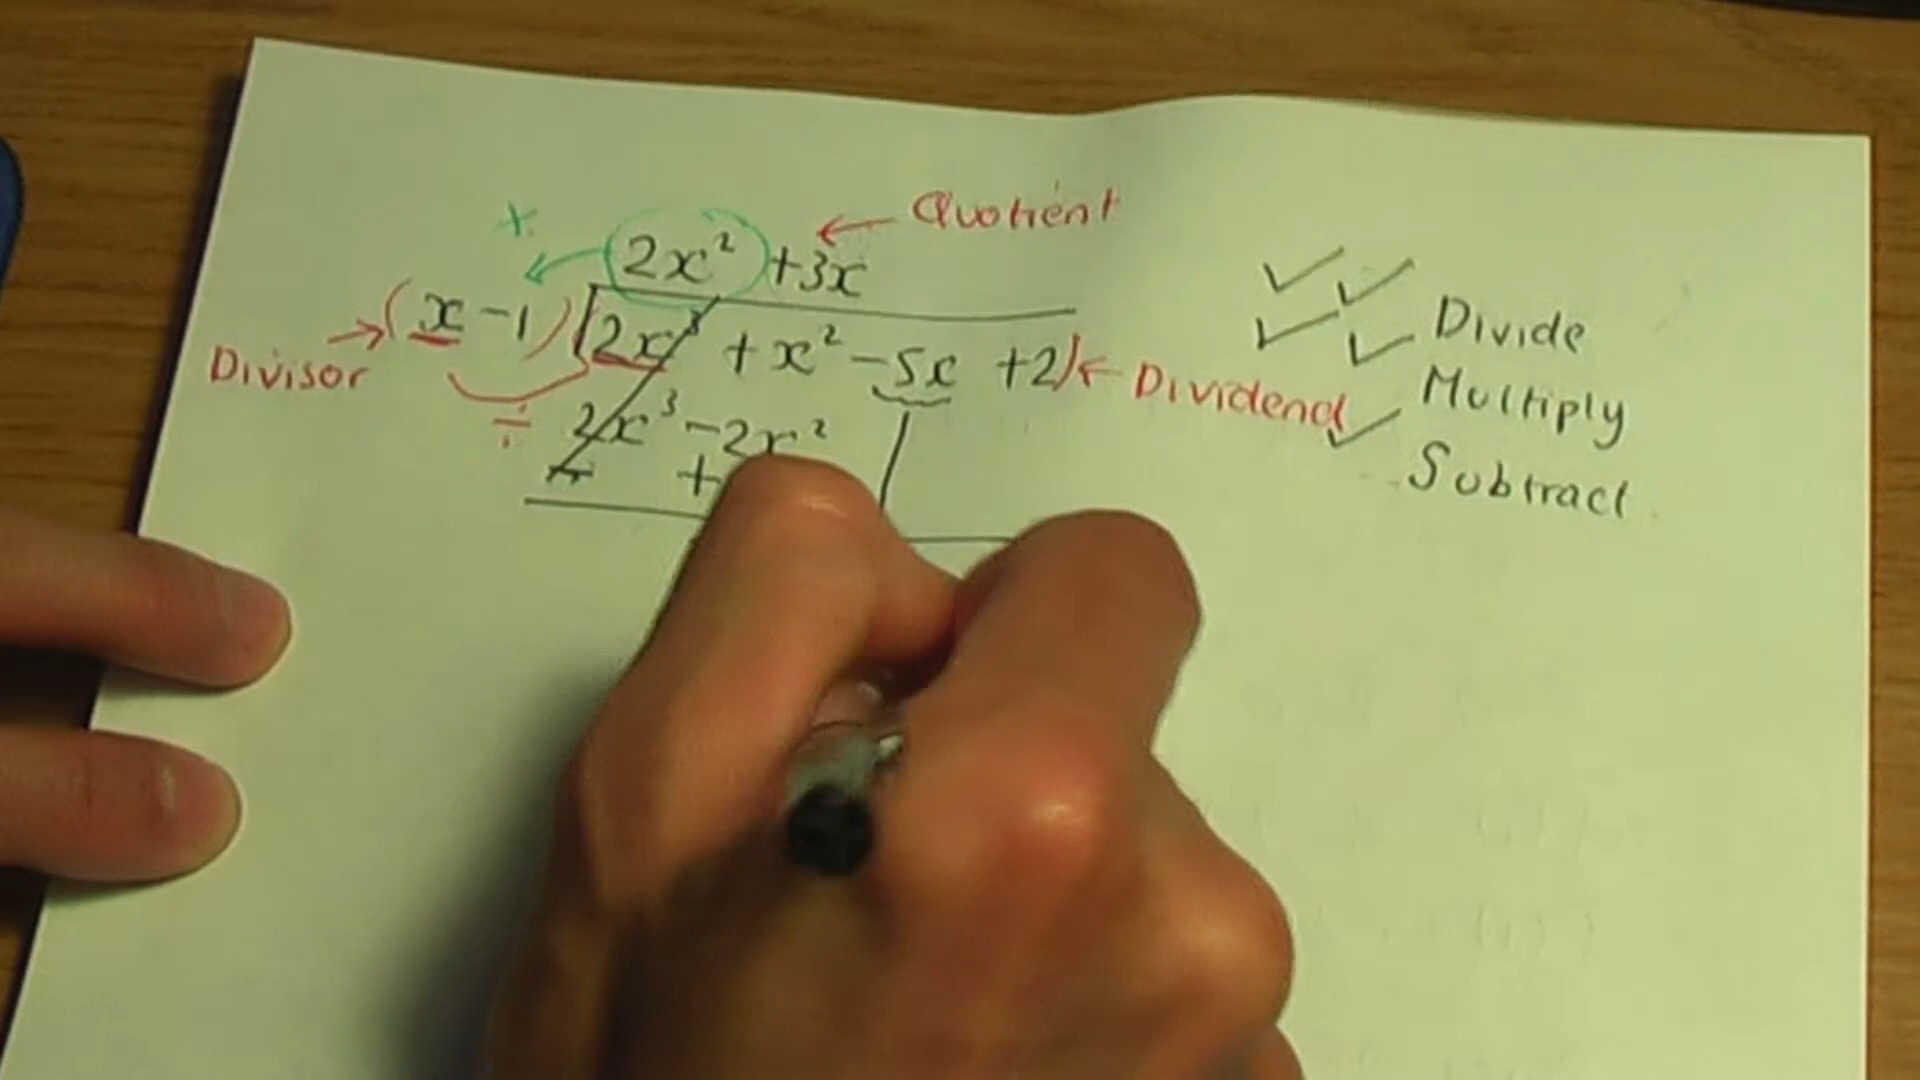 Quotient
×
2x² +3x
(x -1) 2x³ + x² -5x +2)
Divisor
Dividend
÷
2x³ -2x²
- +
Divide
Multiply
Subtract